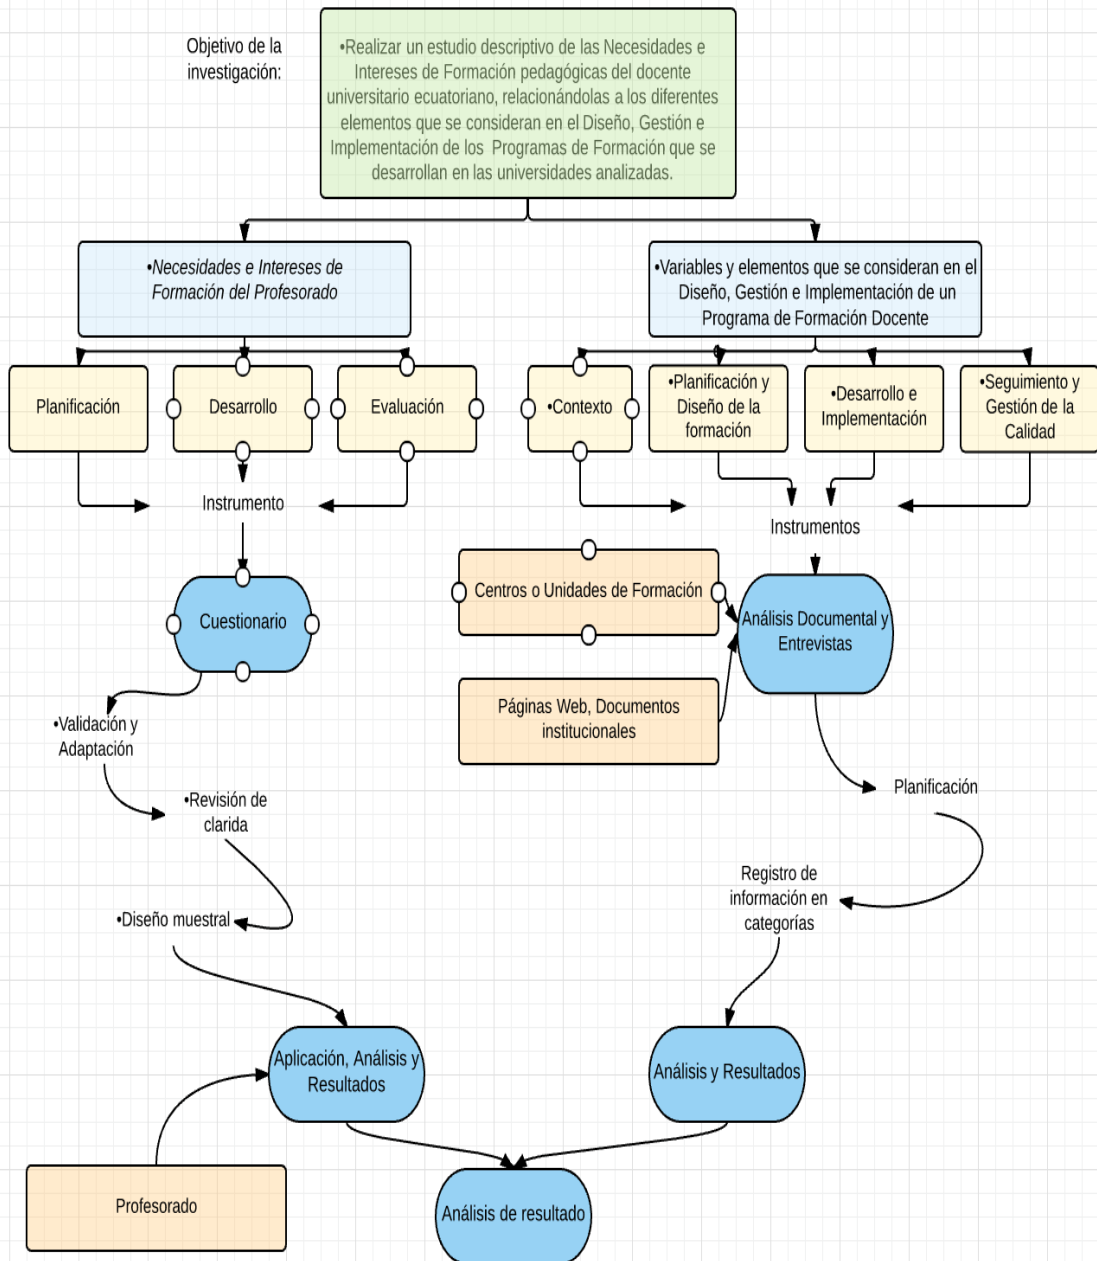 Objetivo de la
investigación:
•Realizar un estudio descriptivo de las Necesidades e
Intereses de Formación pedagógicas del docente
universitario ecuatoriano, relacionándolas a los diferentes
elementos que se consideran en el Diseño, Gestión e
Implementación de los Programas de Formación que se
desarrollan en las universidades analizadas.
•Necesidades e Intereses de
Formación del Profesorado
•Variables y elementos que se consideran en el
Diseño, Gestión e Implementación de un
Programa de Formación Docente
Planificación
Desarrollo
Evaluación
•Contexto
•Planificación y
Diseño de la
formación
•Desarrollo e
Implementación
•Seguimiento y
Gestión de la
Calidad
Instrumento
Instrumentos
Cuestionario
Centros o Unidades de Formación
Análisis Documental y
Entrevistas
Páginas Web, Documentos
institucionales
•Validación y
Adaptación
Planificación
•Revisión de
clarida
Registro de
información en
categorías
•Diseño muestral
Aplicación, Análisis y
Resultados
Análisis y Resultados
Profesorado
Análisis de resultado